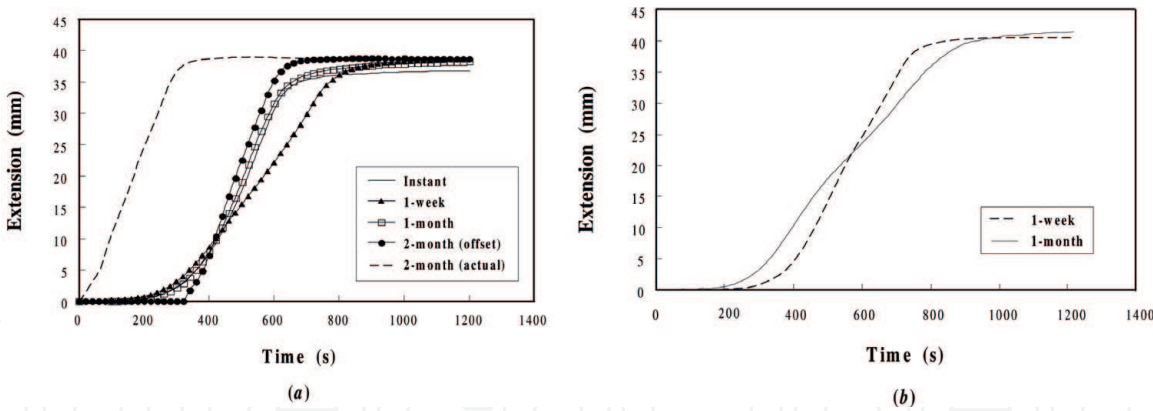 45
40
35
30
25
20
15
10
5
0
Extension (mm)
Instant
1-week
1-month
2-month (offset)
2-month (actual)
0 200 400 600 800 1000 1200 1400
Time (s)
(a)
45
40
35
30
25
20
15
10
5
0
Extension (mm)
1-week
1-month
0 200 400 600 800 1000 1200 1400
Time (s)
(b)